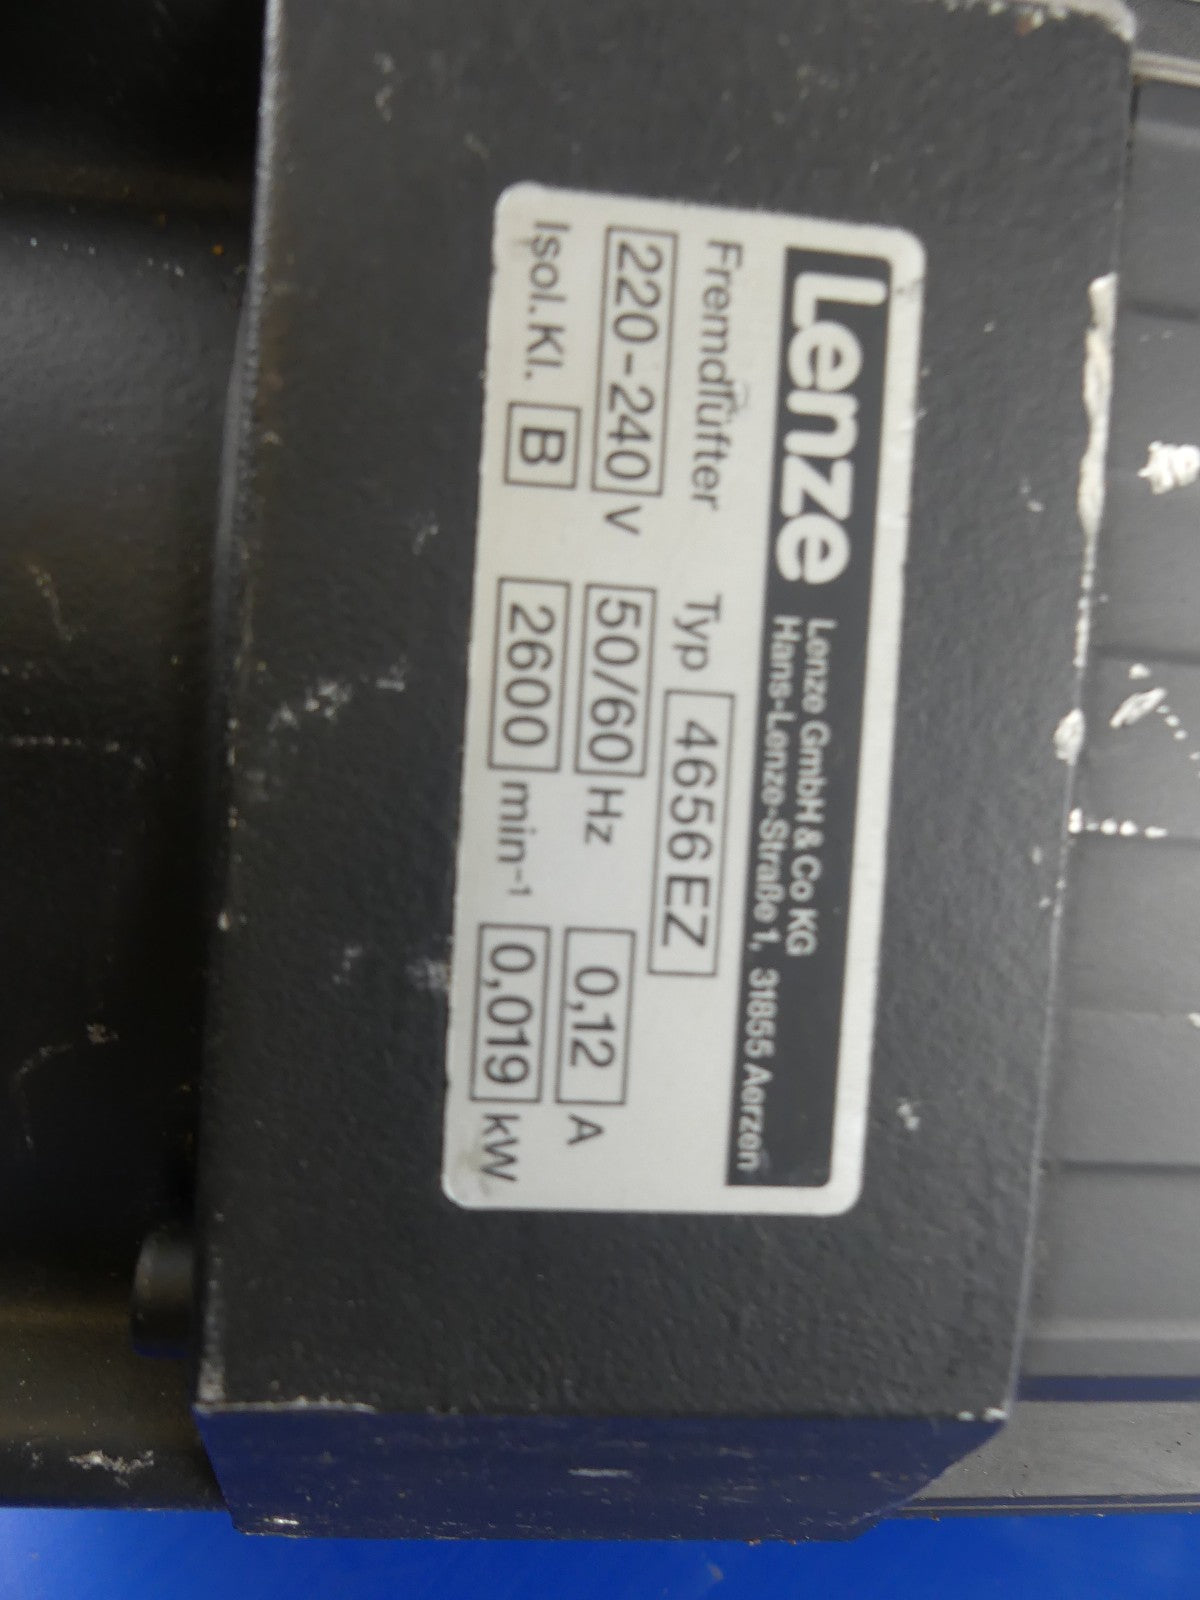 Lenze Lenze GmbH & Co KG
Hans-Lenze-Straße 1, 31855 Aerzen
Fremdlüfter Typ 4656EZ
220-240 V 50/60 Hz 0,12 A
Isol. Kl. B 2600 min⁻¹ 0,019 kW